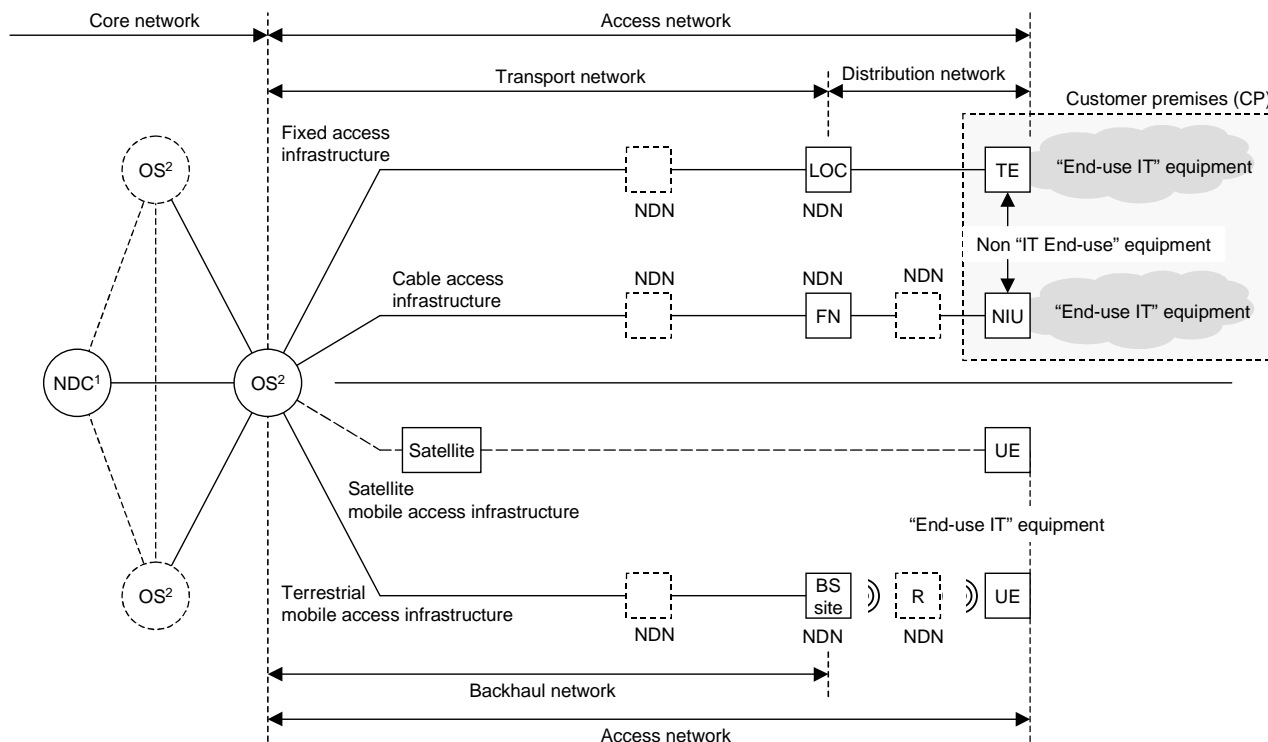 Core network
Access network
Transport network
Distribution network
Customer premises (CP)
Fixed access
infrastructure
OS²
LOC
TE
“End-use IT” equipment
NDN
NDN
Non “IT End-use” equipment
Cable access
infrastructure
NDN
NDN
NDN
FN
NIU
“End-use IT” equipment
NDC¹
OS²
Satellite
UE
Satellite
mobile access infrastructure
“End-use IT” equipment
OS²
Terrestrial
mobile access infrastructure
BS
site
R
UE
NDN
NDN
NDN
Backhaul network
Access network